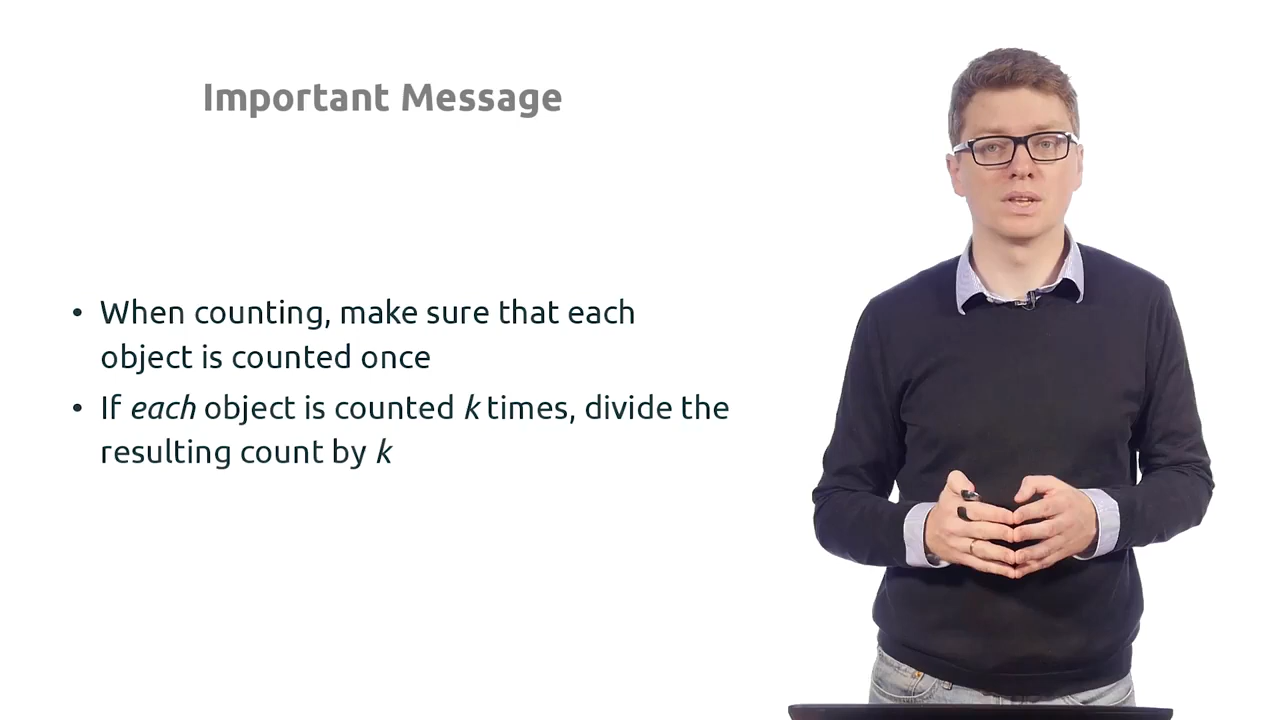 Important Message
• When counting, make sure that each
object is counted once
• If each object is counted k times, divide the
resulting count by k